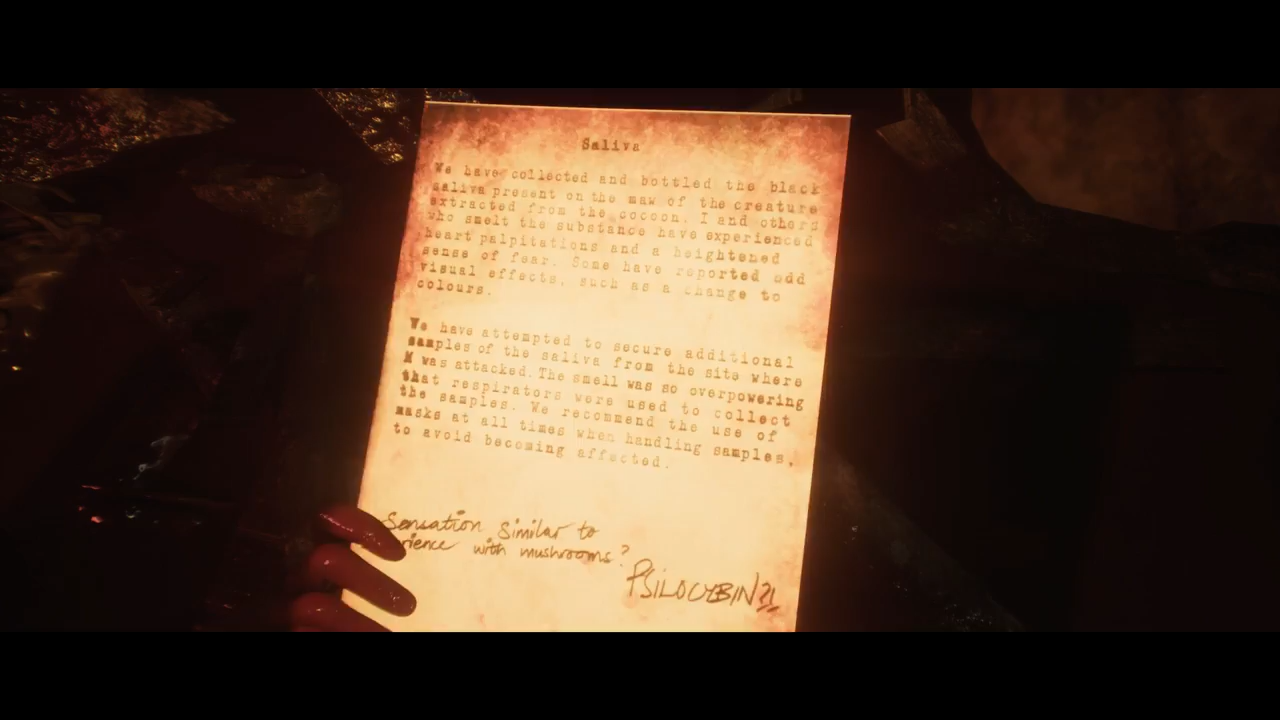 Saliva
We have collected and bottled the black
saliva present on the maw of the creature
extracted from the cocoon. I and others
who smelt the substance have experienced
heart palpitations and a heightened
sense of fear. Some have reported odd
visual effects, such as a change to
colours.
We have attempted to secure additional
samples of the saliva from the site where
M was attacked. The smell was so overpowering
that respirators were used to collect
the samples. We recommend the use of
masks at all times when handling samples,
to avoid becoming affected.
Sensation similar to
rience with mushrooms?
PSILOCYBIN?!